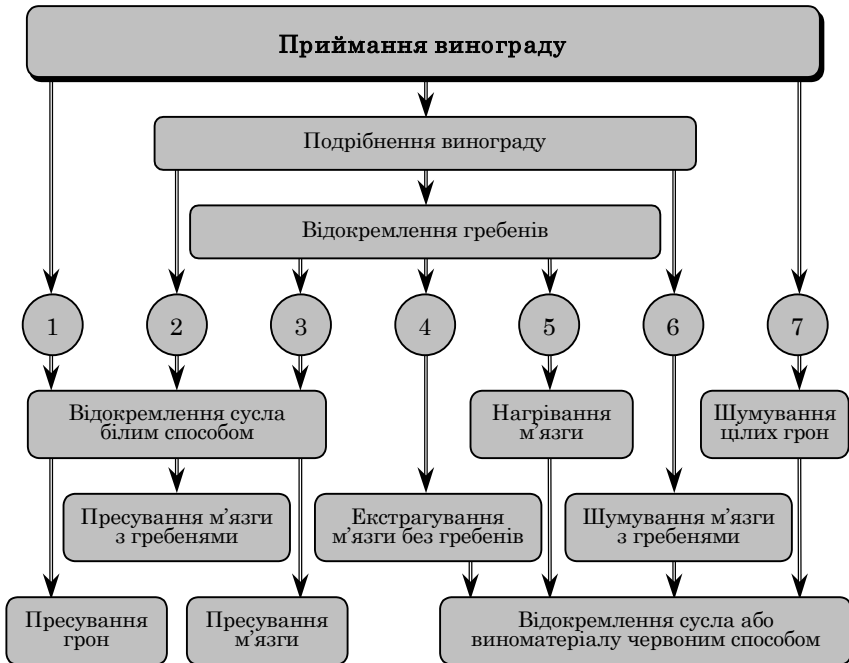 Приймання винограду
Подрібнення винограду
Відокремлення гребенів
1
2
3
4
5
6
7
Відокремлення сусла
білим способом
Нагрівання
м’язги
Шумування
цілих грон
Пресування м’язги
з гребенями
Екстрагування
м’язги без гребенів
Шумування м’язги
з гребенями
Пресування
грон
Пресування
м’язги
Відокремлення сусла або
виноматеріалу червоним способом